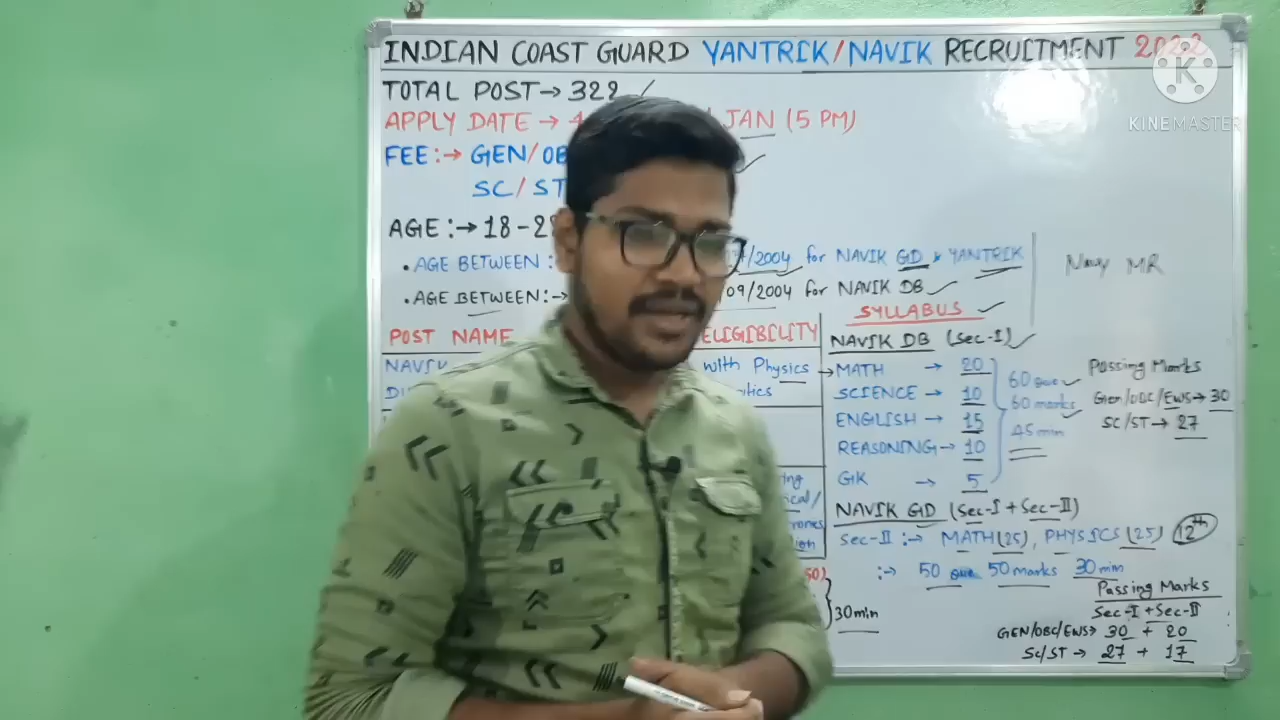 INDIAN COAST GUARD YANTRIK/NAVIK RECRUITMENT 2022
TOTAL POST → 322
APPLY DATE → 4 JAN (5 PM)
FEE :→ GEN/OB
SC/ST
AGE :→ 18-2
• AGE BETWEEN : /2004 for NAVIK GD & YANTRIK
• AGE BETWEEN :→ /09/2004 for NAVIK DB
POST NAME ELIGIBILITY
NAVIK with Physics
SYLLABUS
NAVIK DB (Sec-I)
→ MATH → 20
SCIENCE → 10
ENGLISH → 15
REASONING → 10
GK → 5
60 que
60 marks
45 min
Passing Marks
Gen/OBC/EWS → 30
SC/ST → 27
NAVIK GD (Sec-I + Sec-II)
Sec-II :→ MATH (25), PHYSICS (25) 12th
:→ 50 que 50 marks 30 min
Passing Marks
Sec-I + Sec-II
GEN/OBC/EWS → 30 + 20
SC/ST → 27 + 17
30 min
Navy MR
K
KINEMASTER